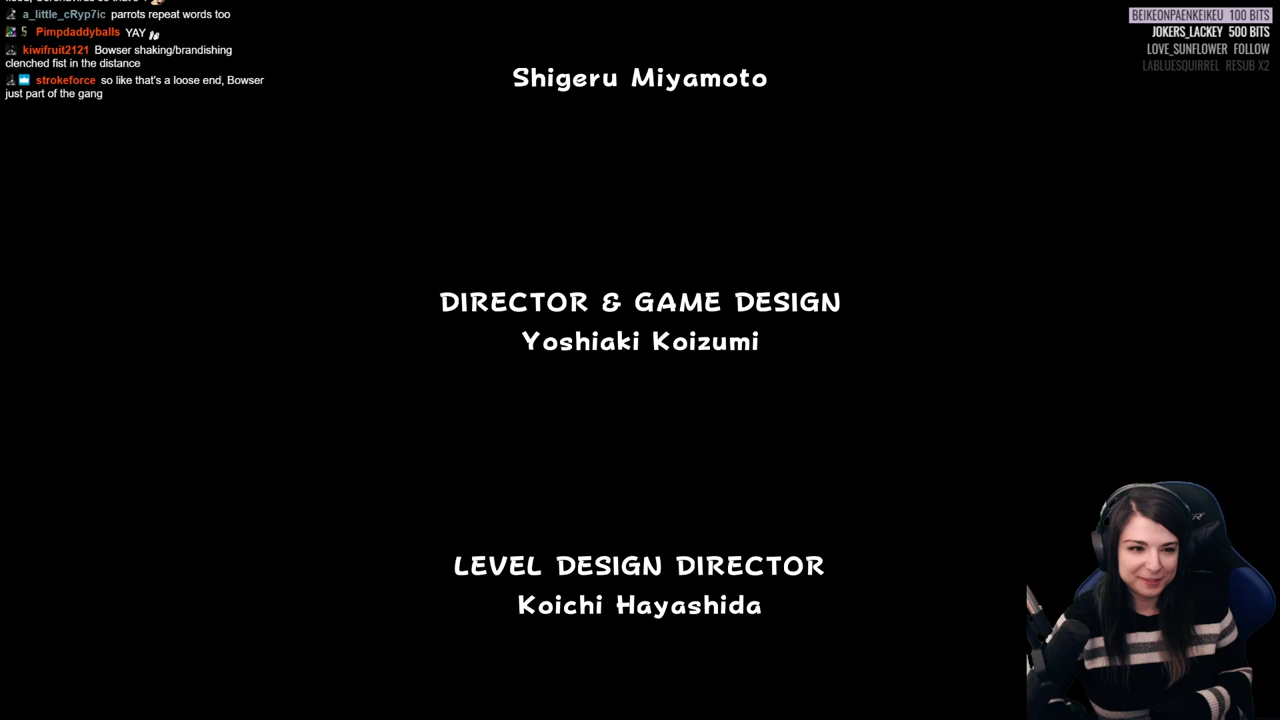 a_little_cRyp7ic parrots repeat words too
5 Pimpdaddyballs YAY
kiwifruit2121 Bowser shaking/brandishing
clenched fist in the distance
strokeforce so like that's a loose end, Bowser
just part of the gang
BEIKEONPAENKEIKEU 100 BITS
JOKERS_LACKEY 500 BITS
LOVE_SUNFLOWER FOLLOW
LABLUESQUIRREL RESUB X2
Shigeru Miyamoto
DIRECTOR & GAME DESIGN
Yoshiaki Koizumi
LEVEL DESIGN DIRECTOR
Koichi Hayashida